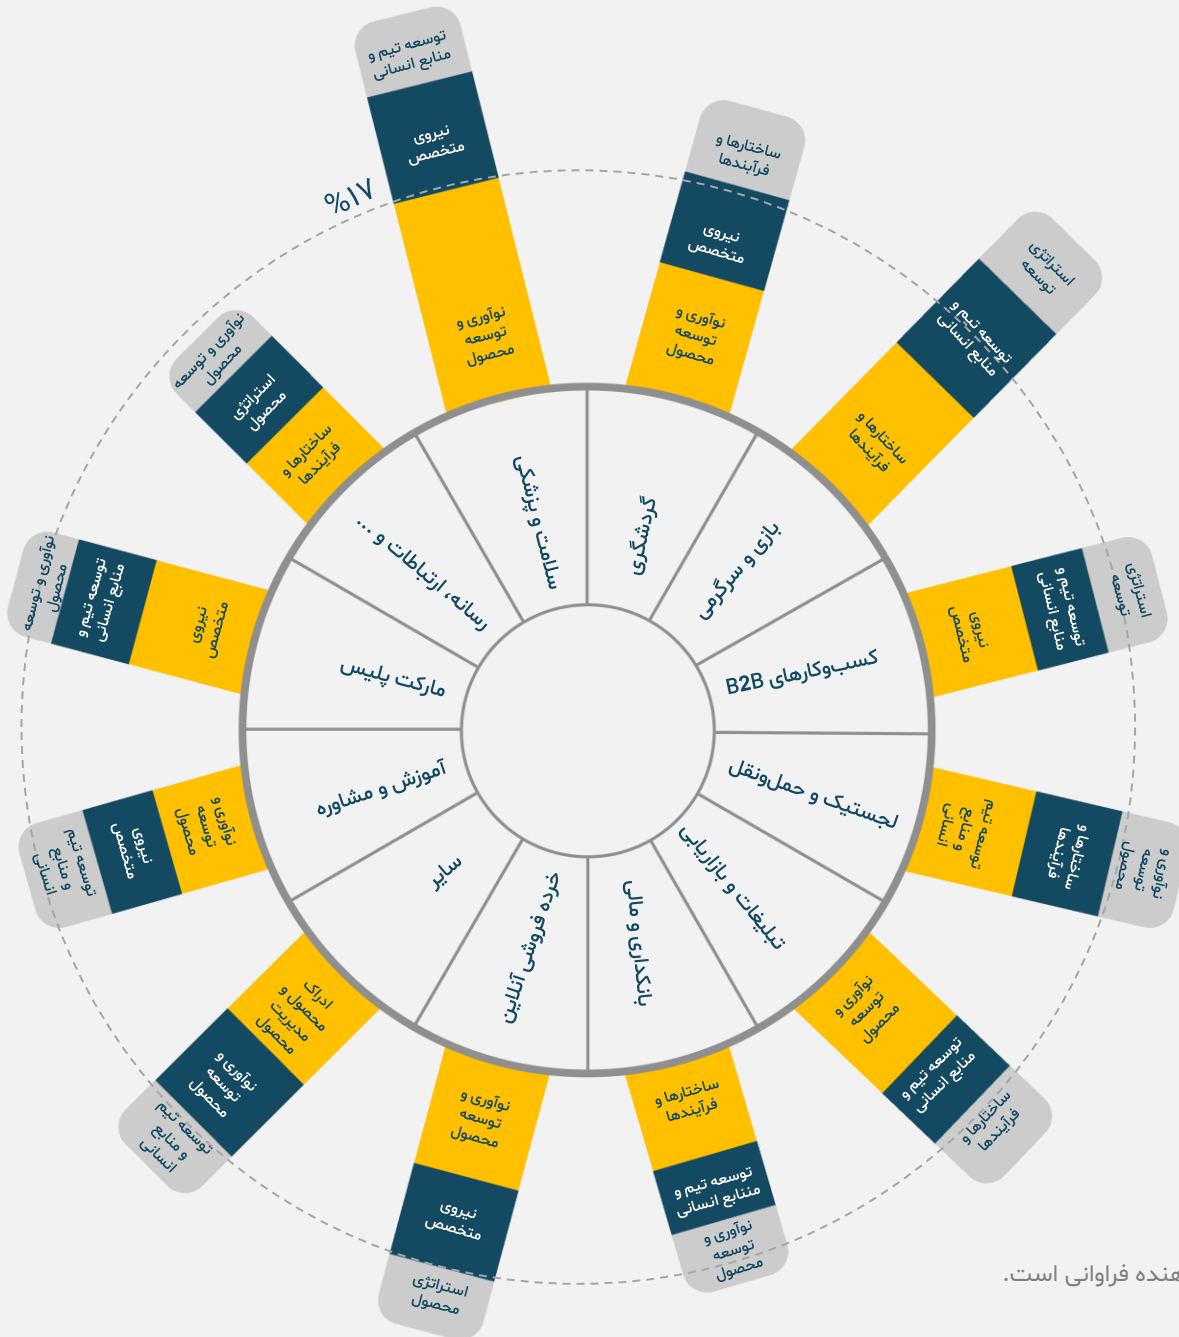 توسعه تیم و
منابع انسانی
نیروی
متخصص
نوآوری و
توسعه
محصول
%۱۷
ساختارها و
فرآیندها
نیروی
متخصص
نوآوری و
توسعه
محصول
استراتژی
توسعه
توسعه تیم و
منابع انسانی
ساختارها و
فرآیندها
استراتژی
توسعه
توسعه تیم و
منابع انسانی
نیروی
متخصص
نوآوری و
توسعه
محصول
ساختارها و
فرآیندها
توسعه تیم
و منابع
انسانی
نوآوری و
توسعه
محصول
توسعه تیم و
منابع انسانی
ساختارها و
فرآیندها
ساختارها و
فرآیندها
توسعه تیم و
مننابع انسانی
نوآوری و
توسعه
محصول
نوآوری و
توسعه
محصول
نیروی
متخصص
استراتژی
محصول
ادراک
محصول و
مدیریت
محصول
نوآوری و
توسعه
محصول
توسعه تیم
و منابع
انسانی
نوآوری و
توسعه
محصول
نیروی
متخصص
توسعه تیم
و منابع
انسانی
نیروی
متخصص
توسعه تیم و
منابع انسانی
نوآوری و توسعه
محصول
نوآوری و توسعه
محصول
استراتژی
محصول
ساختارها و
فرآیندها
سلامت و پزشکی
گردشگری
بازی و سرگرمی
کسب‌وکارهای B2B
لجستیک و حمل‌ونقل
تبلیغات و بازاریابی
بانکداری و مالی
خرده فروشی آنلاین
سایر
آموزش و مشاوره
مارکت پلیس
رسانه، ارتباطات و ...
هنده فراوانی است.